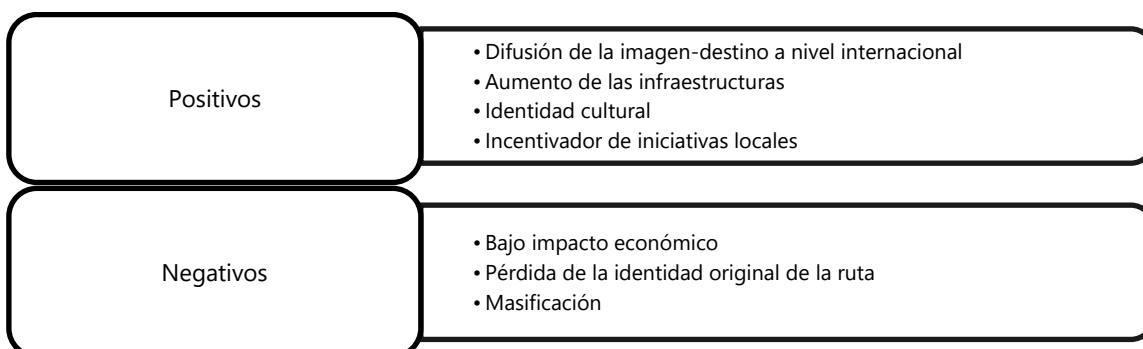 Positivos
• Difusión de la imagen-destino a nivel internacional
• Aumento de las infraestructuras
• Identidad cultural
• Incentivador de iniciativas locales
Negativos
• Bajo impacto económico
• Pérdida de la identidad original de la ruta
• Masificación